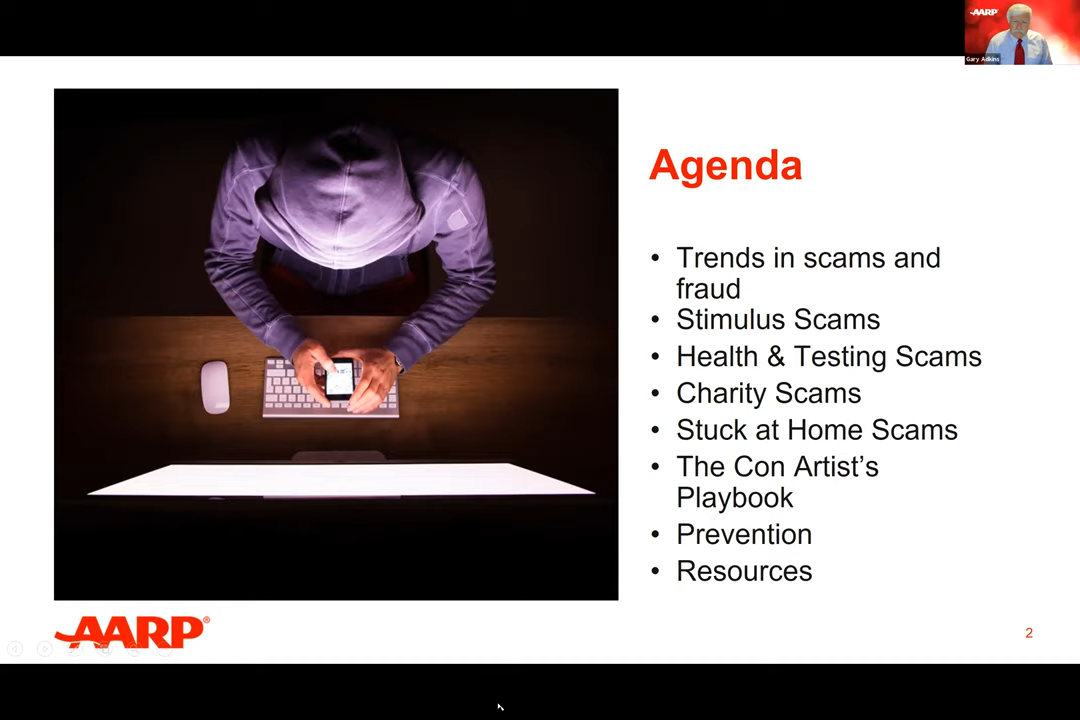 AARP
Gary Adkins
Agenda
• Trends in scams and
fraud
• Stimulus Scams
• Health & Testing Scams
• Charity Scams
• Stuck at Home Scams
• The Con Artist’s
Playbook
• Prevention
• Resources
AARP®
2